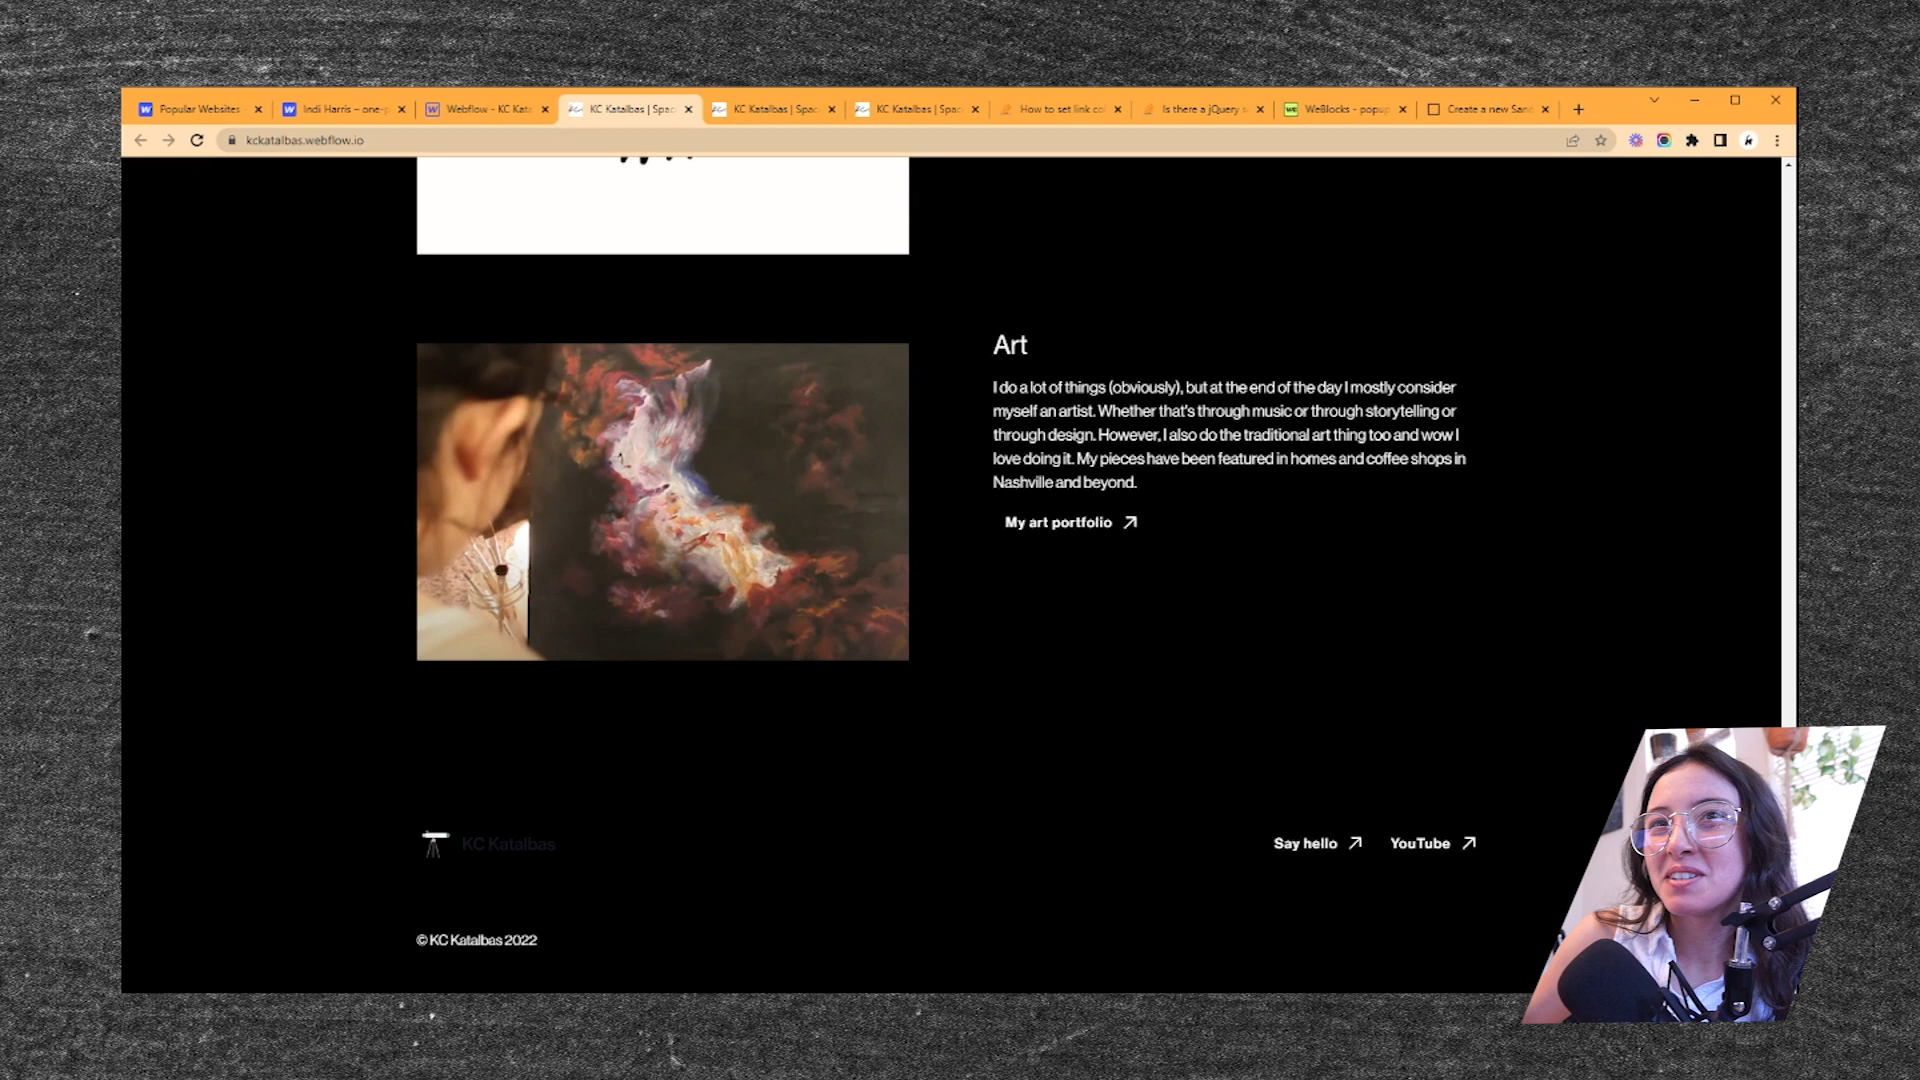 Popular Websites
Indi Harris – one-p
Webflow - KC Kata
KC Katalbas | Spac
KC Katalbas | Spac
KC Katalbas | Spac
How to set link co
Is there a jQuery s
WeBlocks - popup
Create a new Sand
kckatalbas.webflow.io
Art
I do a lot of things (obviously), but at the end of the day I mostly consider
myself an artist. Whether that's through music or through storytelling or
through design. However, I also do the traditional art thing too and wow I
love doing it. My pieces have been featured in homes and coffee shops in
Nashville and beyond.
My art portfolio
KC Katalbas
Say hello
YouTube
© KC Katalbas 2022